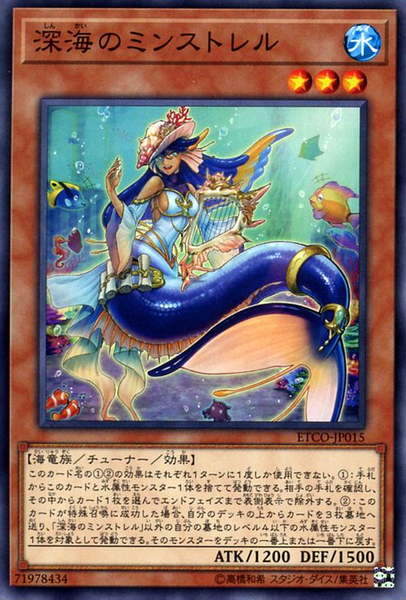 深海のミンストレル
水
ETCO-JP015
【海竜族／チューナー／効果】
このカード名の①②の効果はそれぞれ1ターンに1度しか使用できない。①：手札
からこのカードと水属性モンスター1体を捨てて発動できる。相手の手札を確認し、
その中からカード1枚を選んでエンドフェイズまで表側表示で除外する。②：この
カードが特殊召喚に成功した場合、自分のデッキの上からカードを3枚墓地へ
送り、「深海のミンストレル」以外の自分の墓地のレベル4以下の水属性モンスター
1体を対象として発動できる。そのモンスターをデッキの一番上または一番下に戻す。
ATK/1200 DEF/1500
71978434
©高橋和希 スタジオ・ダイス/集英社